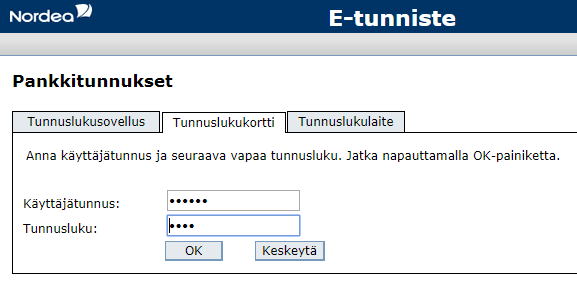 Nordea
E-tunniste
Pankkitunnukset
Tunnuslukusovellus Tunnuslukukortti Tunnuslukulaite
Anna käyttäjätunnus ja seuraava vapaa tunnusluku. Jatka napauttamalla OK-painiketta.
Käyttäjätunnus: ••••••
Tunnusluku: ••••
OK Keskeytä